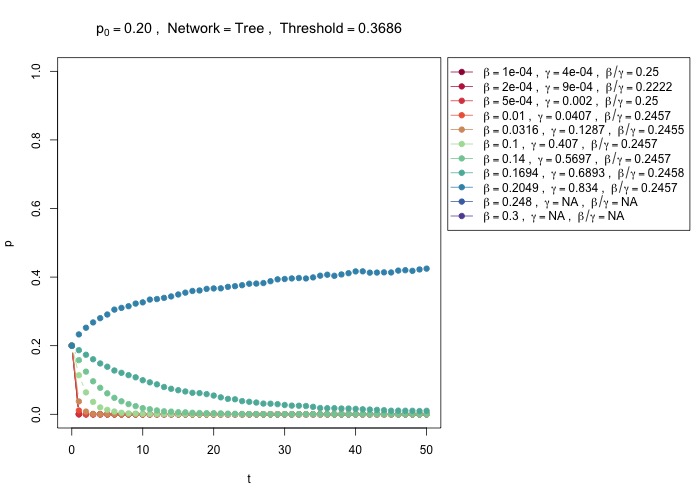 p₀ = 0.20 , Network = Tree , Threshold = 0.3686
β = 1e-04 , γ = 4e-04 , β/γ = 0.25
β = 2e-04 , γ = 9e-04 , β/γ = 0.2222
β = 5e-04 , γ = 0.002 , β/γ = 0.25
β = 0.01 , γ = 0.0407 , β/γ = 0.2457
β = 0.0316 , γ = 0.1287 , β/γ = 0.2455
β = 0.1 , γ = 0.407 , β/γ = 0.2457
β = 0.14 , γ = 0.5697 , β/γ = 0.2457
β = 0.1694 , γ = 0.6893 , β/γ = 0.2458
β = 0.2049 , γ = 0.834 , β/γ = 0.2457
β = 0.248 , γ = NA , β/γ = NA
β = 0.3 , γ = NA , β/γ = NA
1.0
0.8
0.6
0.4
0.2
0.0
p
0 10 20 30 40 50
t